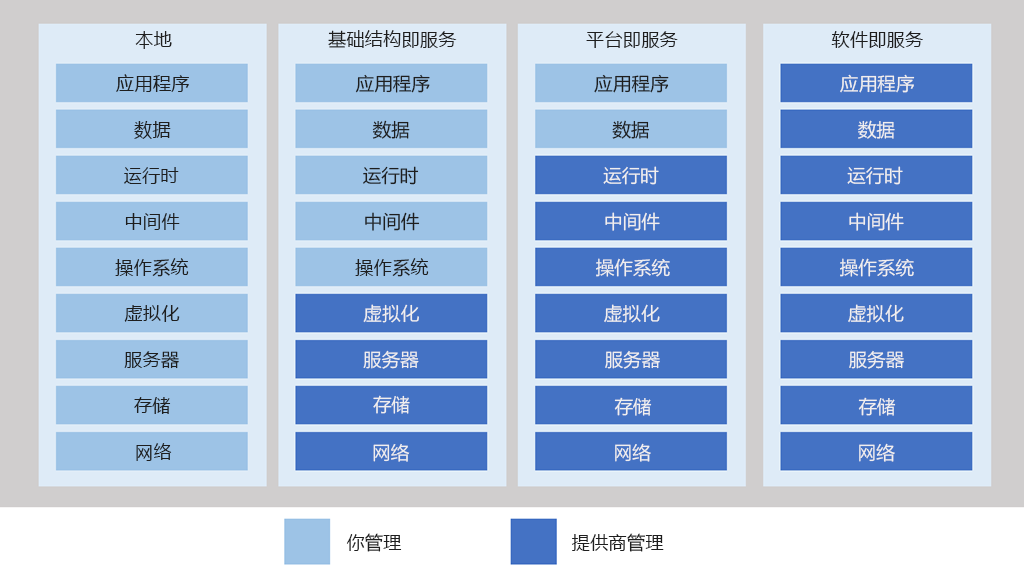 本地
应用程序
数据
运行时
中间件
操作系统
虚拟化
服务器
存储
网络
基础结构即服务
应用程序
数据
运行时
中间件
操作系统
虚拟化
服务器
存储
网络
平台即服务
应用程序
数据
运行时
中间件
操作系统
虚拟化
服务器
存储
网络
软件即服务
应用程序
数据
运行时
中间件
操作系统
虚拟化
服务器
存储
网络
你管理
提供商管理